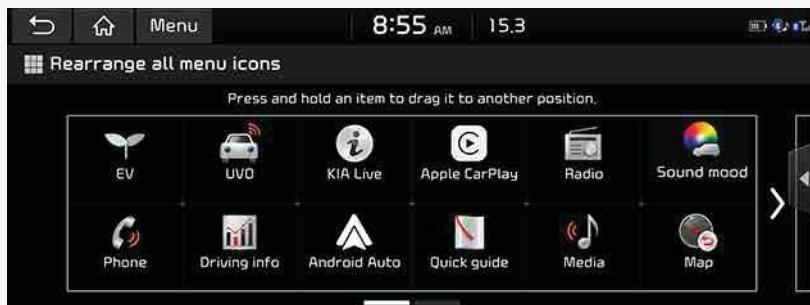 Menu 8:55 AM 15.3
Rearrange all menu icons
Press and hold an item to drag it to another position.
EV UVO KIA Live Apple CarPlay Radio Sound mood
Phone Driving info Android Auto Quick guide Media Map